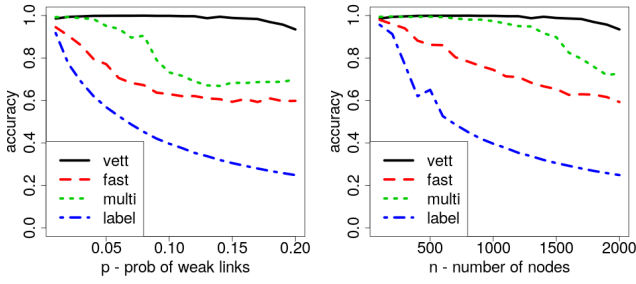 1.0
0.8
0.6
0.4
0.2
0.0
accuracy
vett
fast
multi
label
0.05 0.10 0.15 0.20
p - prob of weak links
1.0
0.8
0.6
0.4
0.2
0.0
accuracy
vett
fast
multi
label
500 1000 1500 2000
n - number of nodes